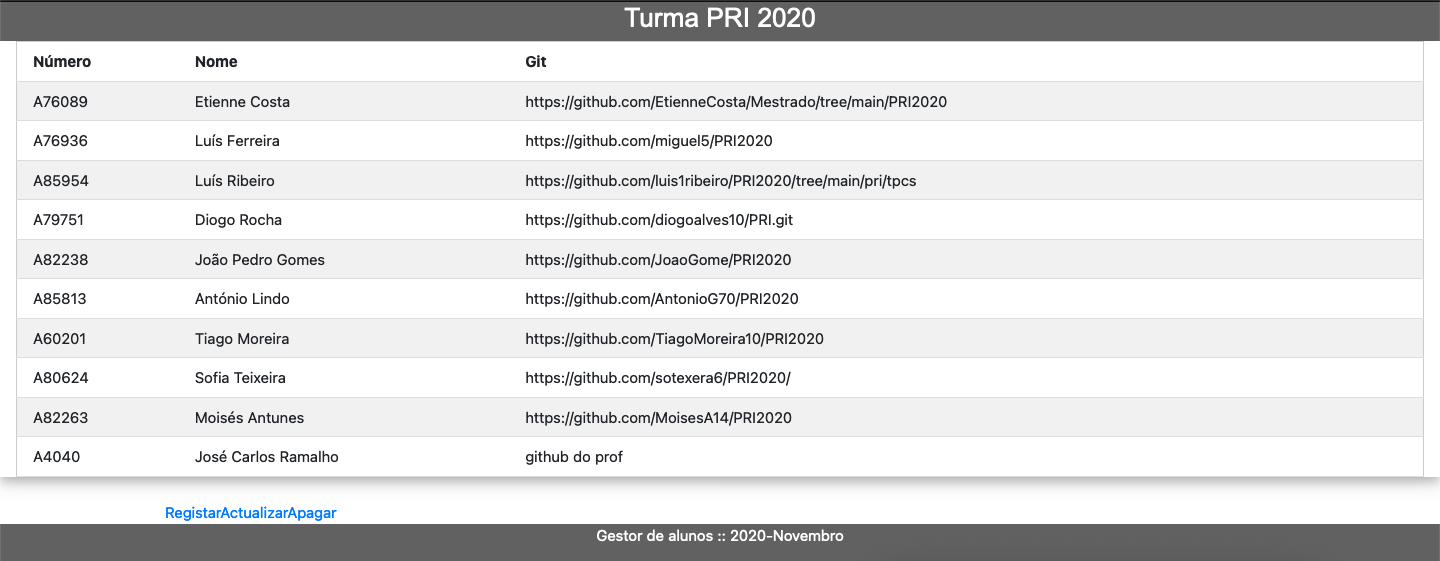 Turma PRI 2020
Número Nome Git
A76089 Etienne Costa https://github.com/EtienneCosta/Mestrado/tree/main/PRI2020
A76936 Luís Ferreira https://github.com/miguel5/PRI2020
A85954 Luís Ribeiro https://github.com/luis1ribeiro/PRI2020/tree/main/pri/tpcs
A79751 Diogo Rocha https://github.com/diogoalves10/PRI.git
A82238 João Pedro Gomes https://github.com/JoaoGome/PRI2020
A85813 António Lindo https://github.com/AntonioG70/PRI2020
A60201 Tiago Moreira https://github.com/TiagoMoreira10/PRI2020
A80624 Sofia Teixeira https://github.com/sotexera6/PRI2020/
A82263 Moisés Antunes https://github.com/MoisesA14/PRI2020
A4040 José Carlos Ramalho github do prof
RegistarActualizarApagar
Gestor de alunos :: 2020-Novembro